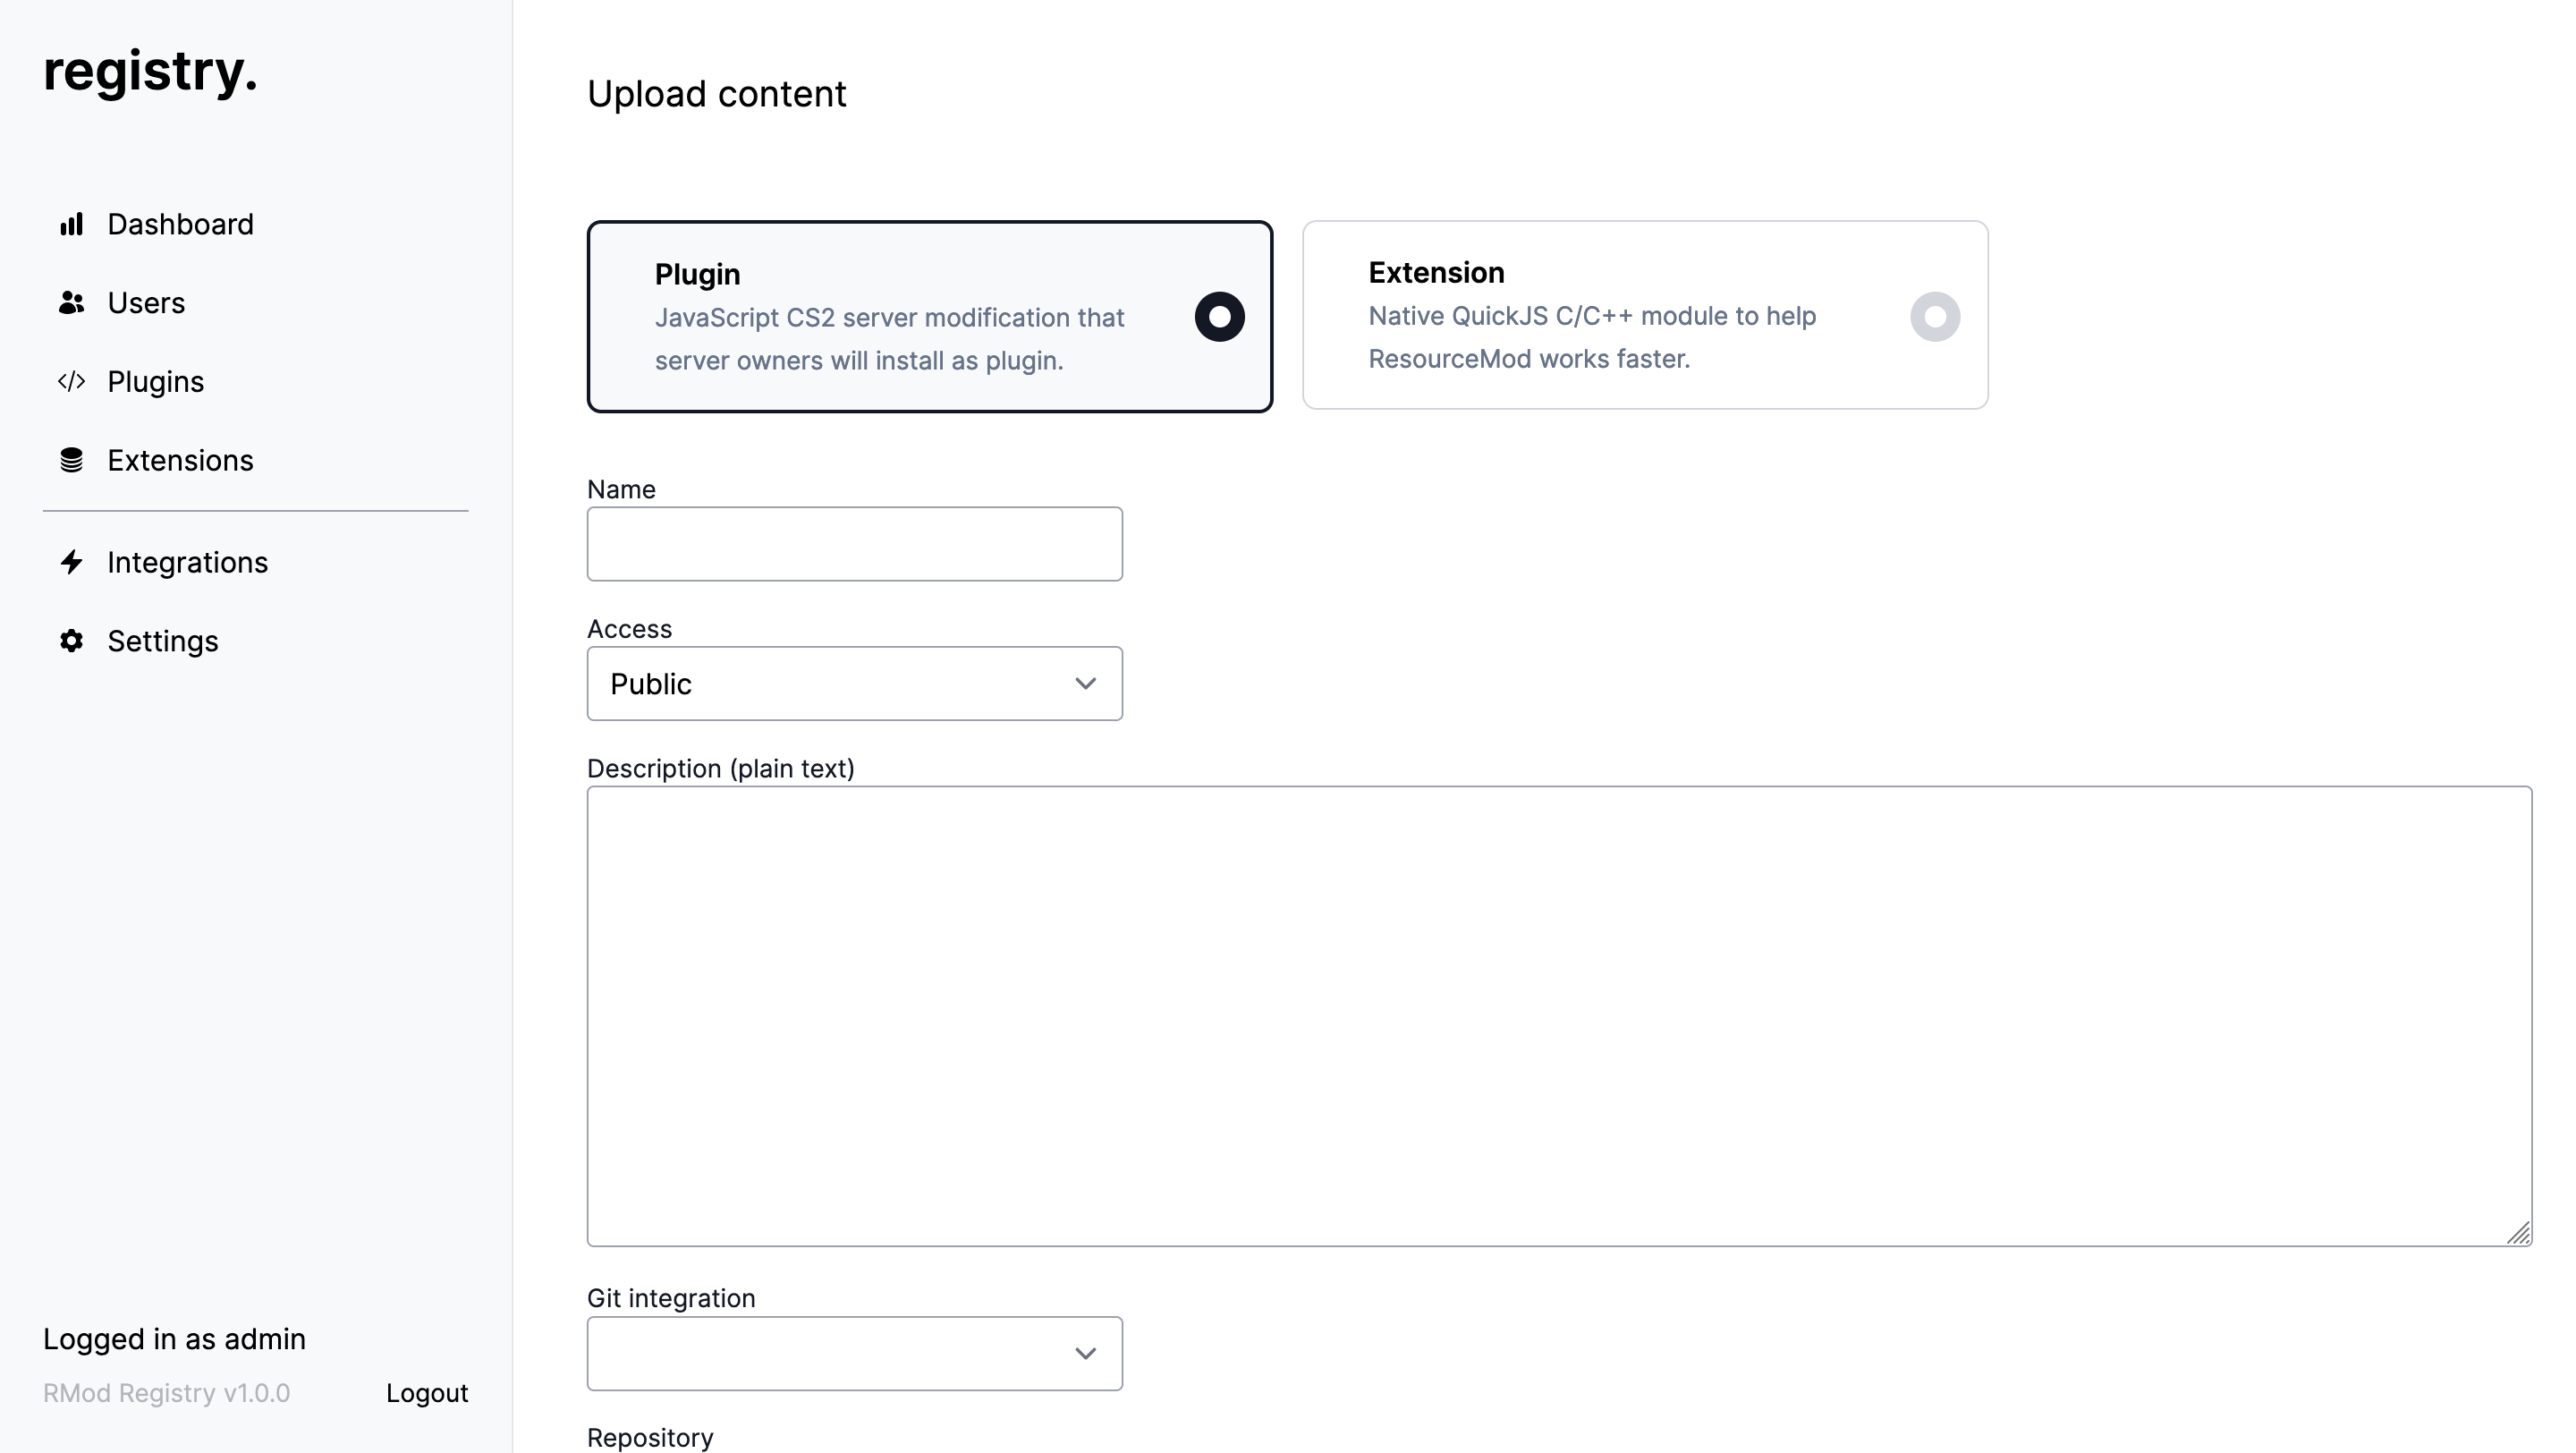 registry.
Dashboard
Users
Plugins
Extensions
Integrations
Settings
Logged in as admin
RMod Registry v1.0.0
Logout
Upload content
Plugin
JavaScript CS2 server modification that
server owners will install as plugin.
Extension
Native QuickJS C/C++ module to help
ResourceMod works faster.
Name
Access
Public
Description (plain text)
Git integration
Repository